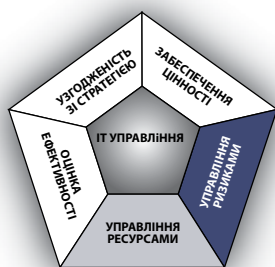 УЗГОДЖЕНІСТЬ
ЗІ СТРАТЕГІЄЮ
ЗАБЕЗПЕЧЕННЯ
ЦІННОСТІ
ІТ УПРАВЛіННЯ
ОЦІНКА
ЕФЕКТИВНОСТІ
УПРАВЛІННЯ
РИЗИКАМИ
УПРАВЛІННЯ
РЕСУРСАМИ